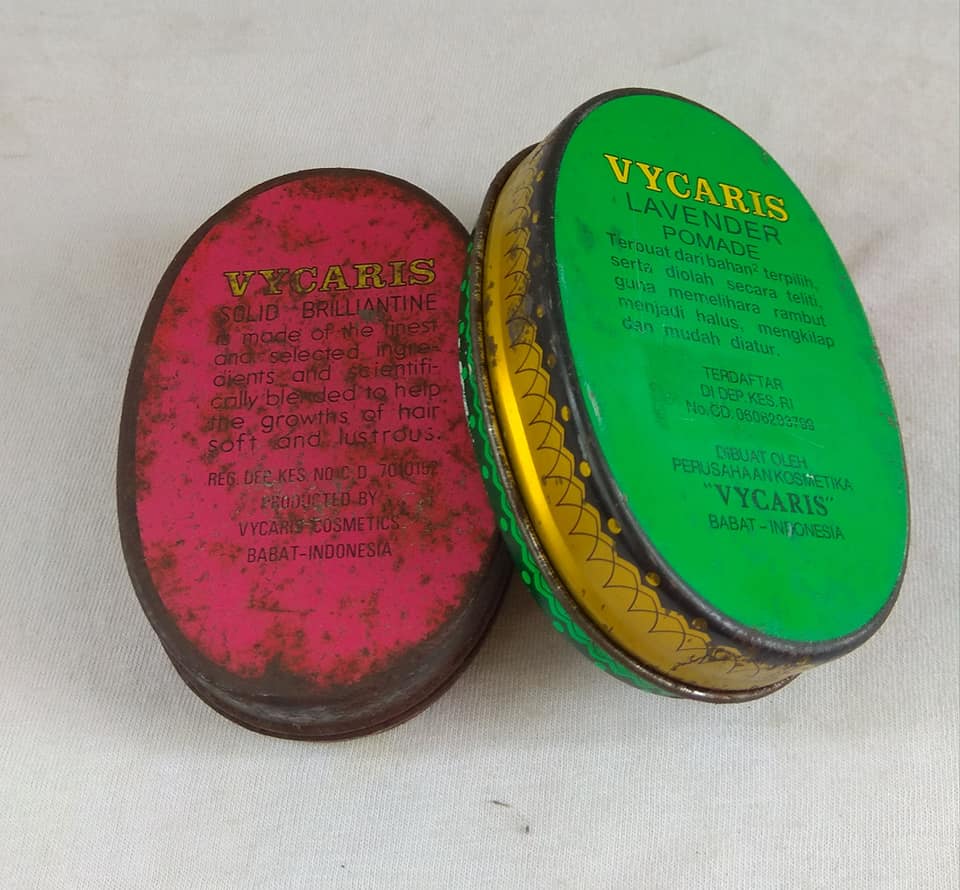 VYCARIS
SOLID BRILLIANTINE
is made of the finest
and selected ingre-
dients and scientifi-
cally blended to help
the growths of hair
soft and lustrous.
REG. DEP. KES. NO. C.D. 7010152
PRODUCTED BY
VYCARIS COSMETICS
BABAT-INDONESIA
VYCARIS
LAVENDER
POMADE
Terbuat dari bahan² terpilih,
serta diolah secara teliti,
guna memelihara rambut
menjadi halus, mengkilap
dan mudah diatur.
TERDAFTAR
DI DEP. KES. RI
No. CD. 0606293799
DIBUAT OLEH
PERUSAHAAN KOSMETIKA
"VYCARIS"
BABAT - INDONESIA